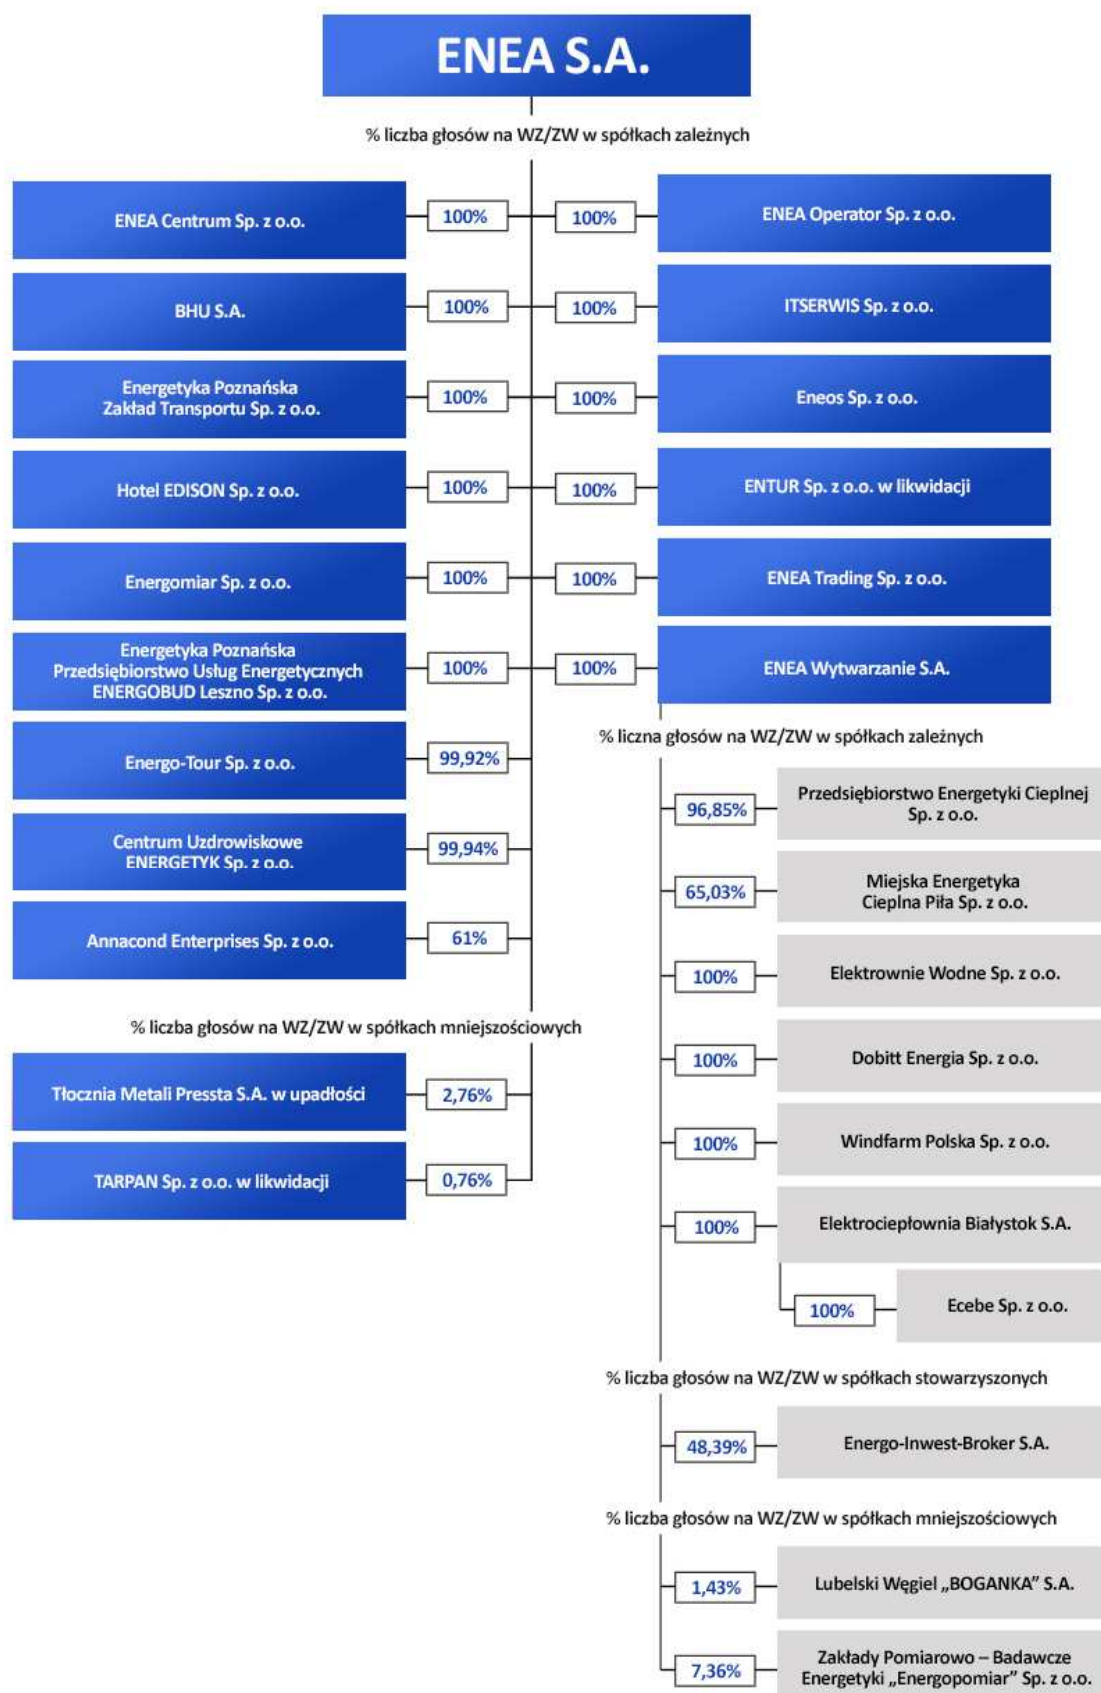 ENEA S.A.
% liczba głosów na WZ/ZW w spółkach zależnych
ENEA Centrum Sp. z o.o.
100%
100%
ENEA Operator Sp. z o.o.
BHU S.A.
100%
100%
ITSERWIS Sp. z o.o.
Energetyka Poznańska
Zakład Transportu Sp. z o.o.
100%
100%
Eneos Sp. z o.o.
Hotel EDISON Sp. z o.o.
100%
100%
ENTUR Sp. z o.o. w likwidacji
Energomiar Sp. z o.o.
100%
100%
ENEA Trading Sp. z o.o.
Energetyka Poznańska
Przedsiębiorstwo Usług Energetycznych
ENERGOBUD Leszno Sp. z o.o.
100%
100%
ENEA Wytwarzanie S.A.
Energo-Tour Sp. z o.o.
99,92%
Centrum Uzdrowiskowe
ENERGETYK Sp. z o.o.
99,94%
Annacond Enterprises Sp. z o.o.
61%
% liczba głosów na WZ/ZW w spółkach mniejszościowych
Tłocznia Metali Pressta S.A. w upadłości
2,76%
TARPAN Sp. z o.o. w likwidacji
0,76%
% liczna głosów na WZ/ZW w spółkach zależnych
96,85%
Przedsiębiorstwo Energetyki Cieplnej
Sp. z o.o.
65,03%
Miejska Energetyka
Cieplna Piła Sp. z o.o.
100%
Elektrownie Wodne Sp. z o.o.
100%
Dobitt Energia Sp. z o.o.
100%
Windfarm Polska Sp. z o.o.
100%
Elektrociepłownia Białystok S.A.
100%
Ecebe Sp. z o.o.
% liczba głosów na WZ/ZW w spółkach stowarzyszonych
48,39%
Energo-Inwest-Broker S.A.
% liczba głosów na WZ/ZW w spółkach mniejszościowych
1,43%
Lubelski Węgiel „BOGANKA” S.A.
7,36%
Zakłady Pomiarowo – Badawcze
Energetyki „Energopomiar” Sp. z o.o.